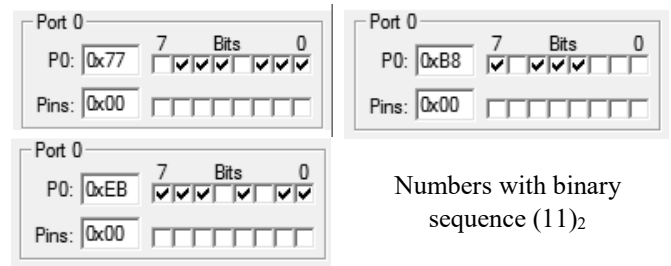 Port 0
7 Bits 0
P0: 0x77
Pins: 0x00
Port 0
7 Bits 0
P0: 0xB8
Pins: 0x00
Port 0
7 Bits 0
P0: 0xEB
Pins: 0x00
Numbers with binary
sequence (11)₂